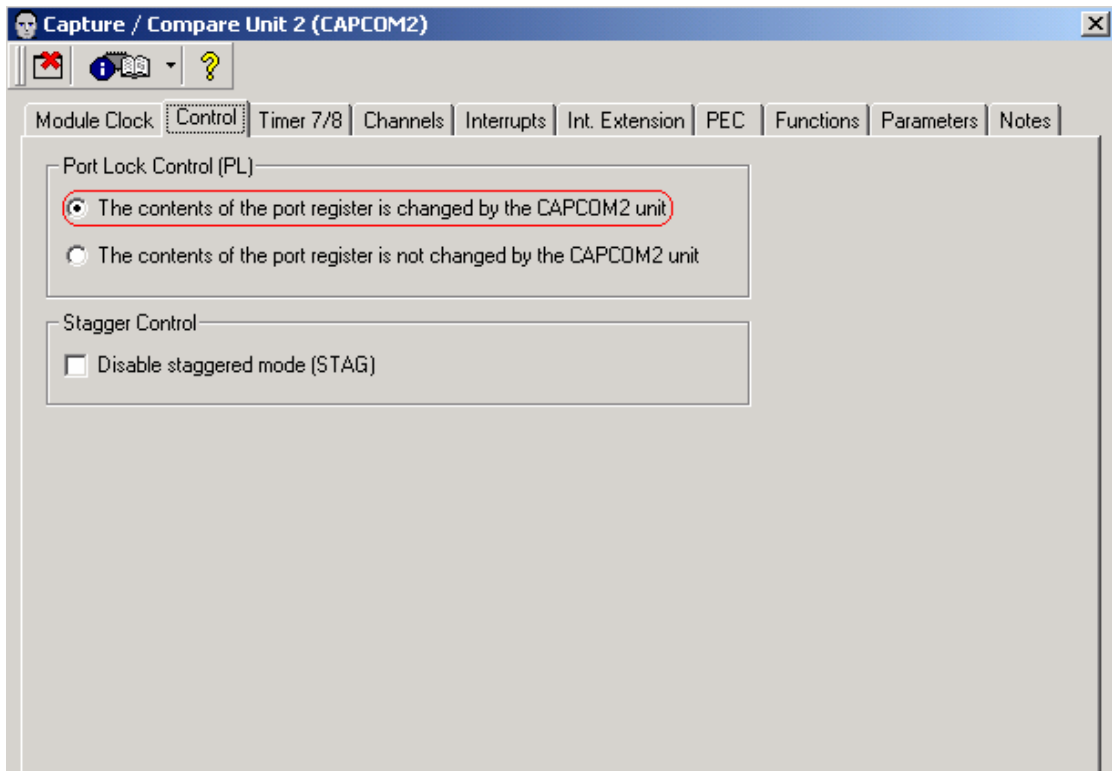 Capture / Compare Unit 2 (CAPCOM2)
Module Clock Control Timer 7/8 Channels Interrupts Int. Extension PEC Functions Parameters Notes
Port Lock Control (PL)
The contents of the port register is changed by the CAPCOM2 unit
The contents of the port register is not changed by the CAPCOM2 unit
Stagger Control
Disable staggered mode (STAG)